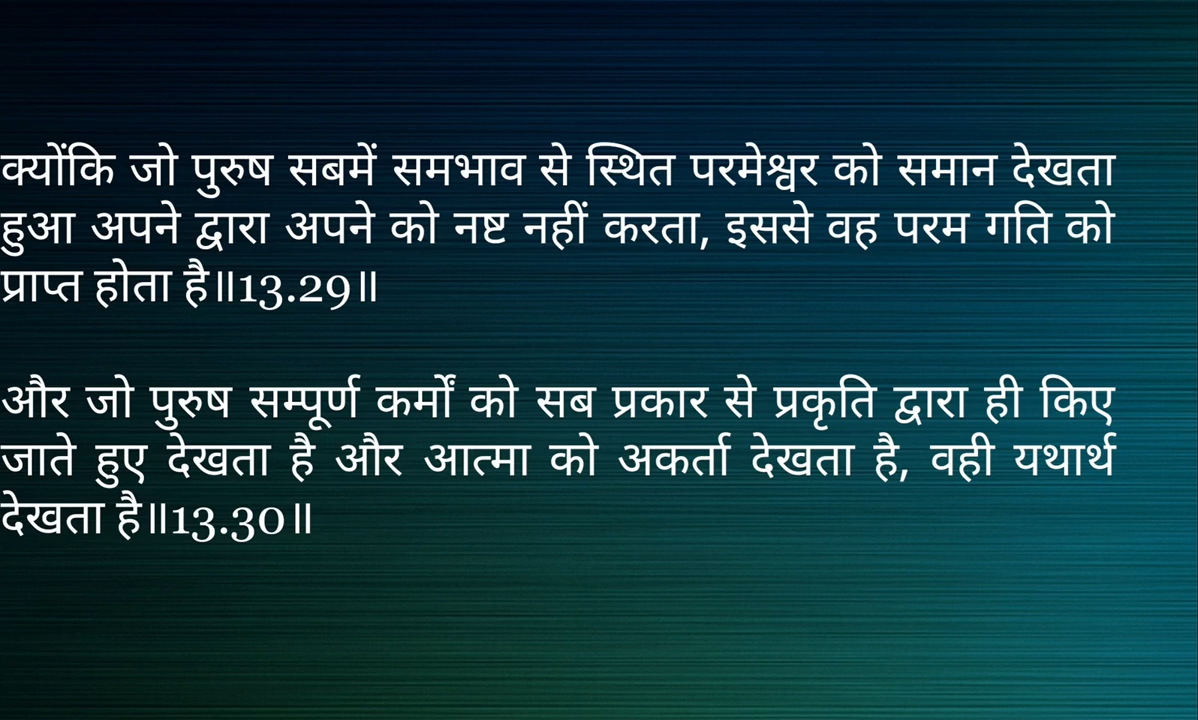 क्योंकि जो पुरुष सबमें समभाव से स्थित परमेश्वर को समान देखता
हुआ अपने द्वारा अपने को नष्ट नहीं करता, इससे वह परम गति को
प्राप्त होता है॥13.29॥
और जो पुरुष सम्पूर्ण कर्मों को सब प्रकार से प्रकृति द्वारा ही किए
जाते हुए देखता है और आत्मा को अकर्ता देखता है, वही यथार्थ
देखता है॥13.30॥